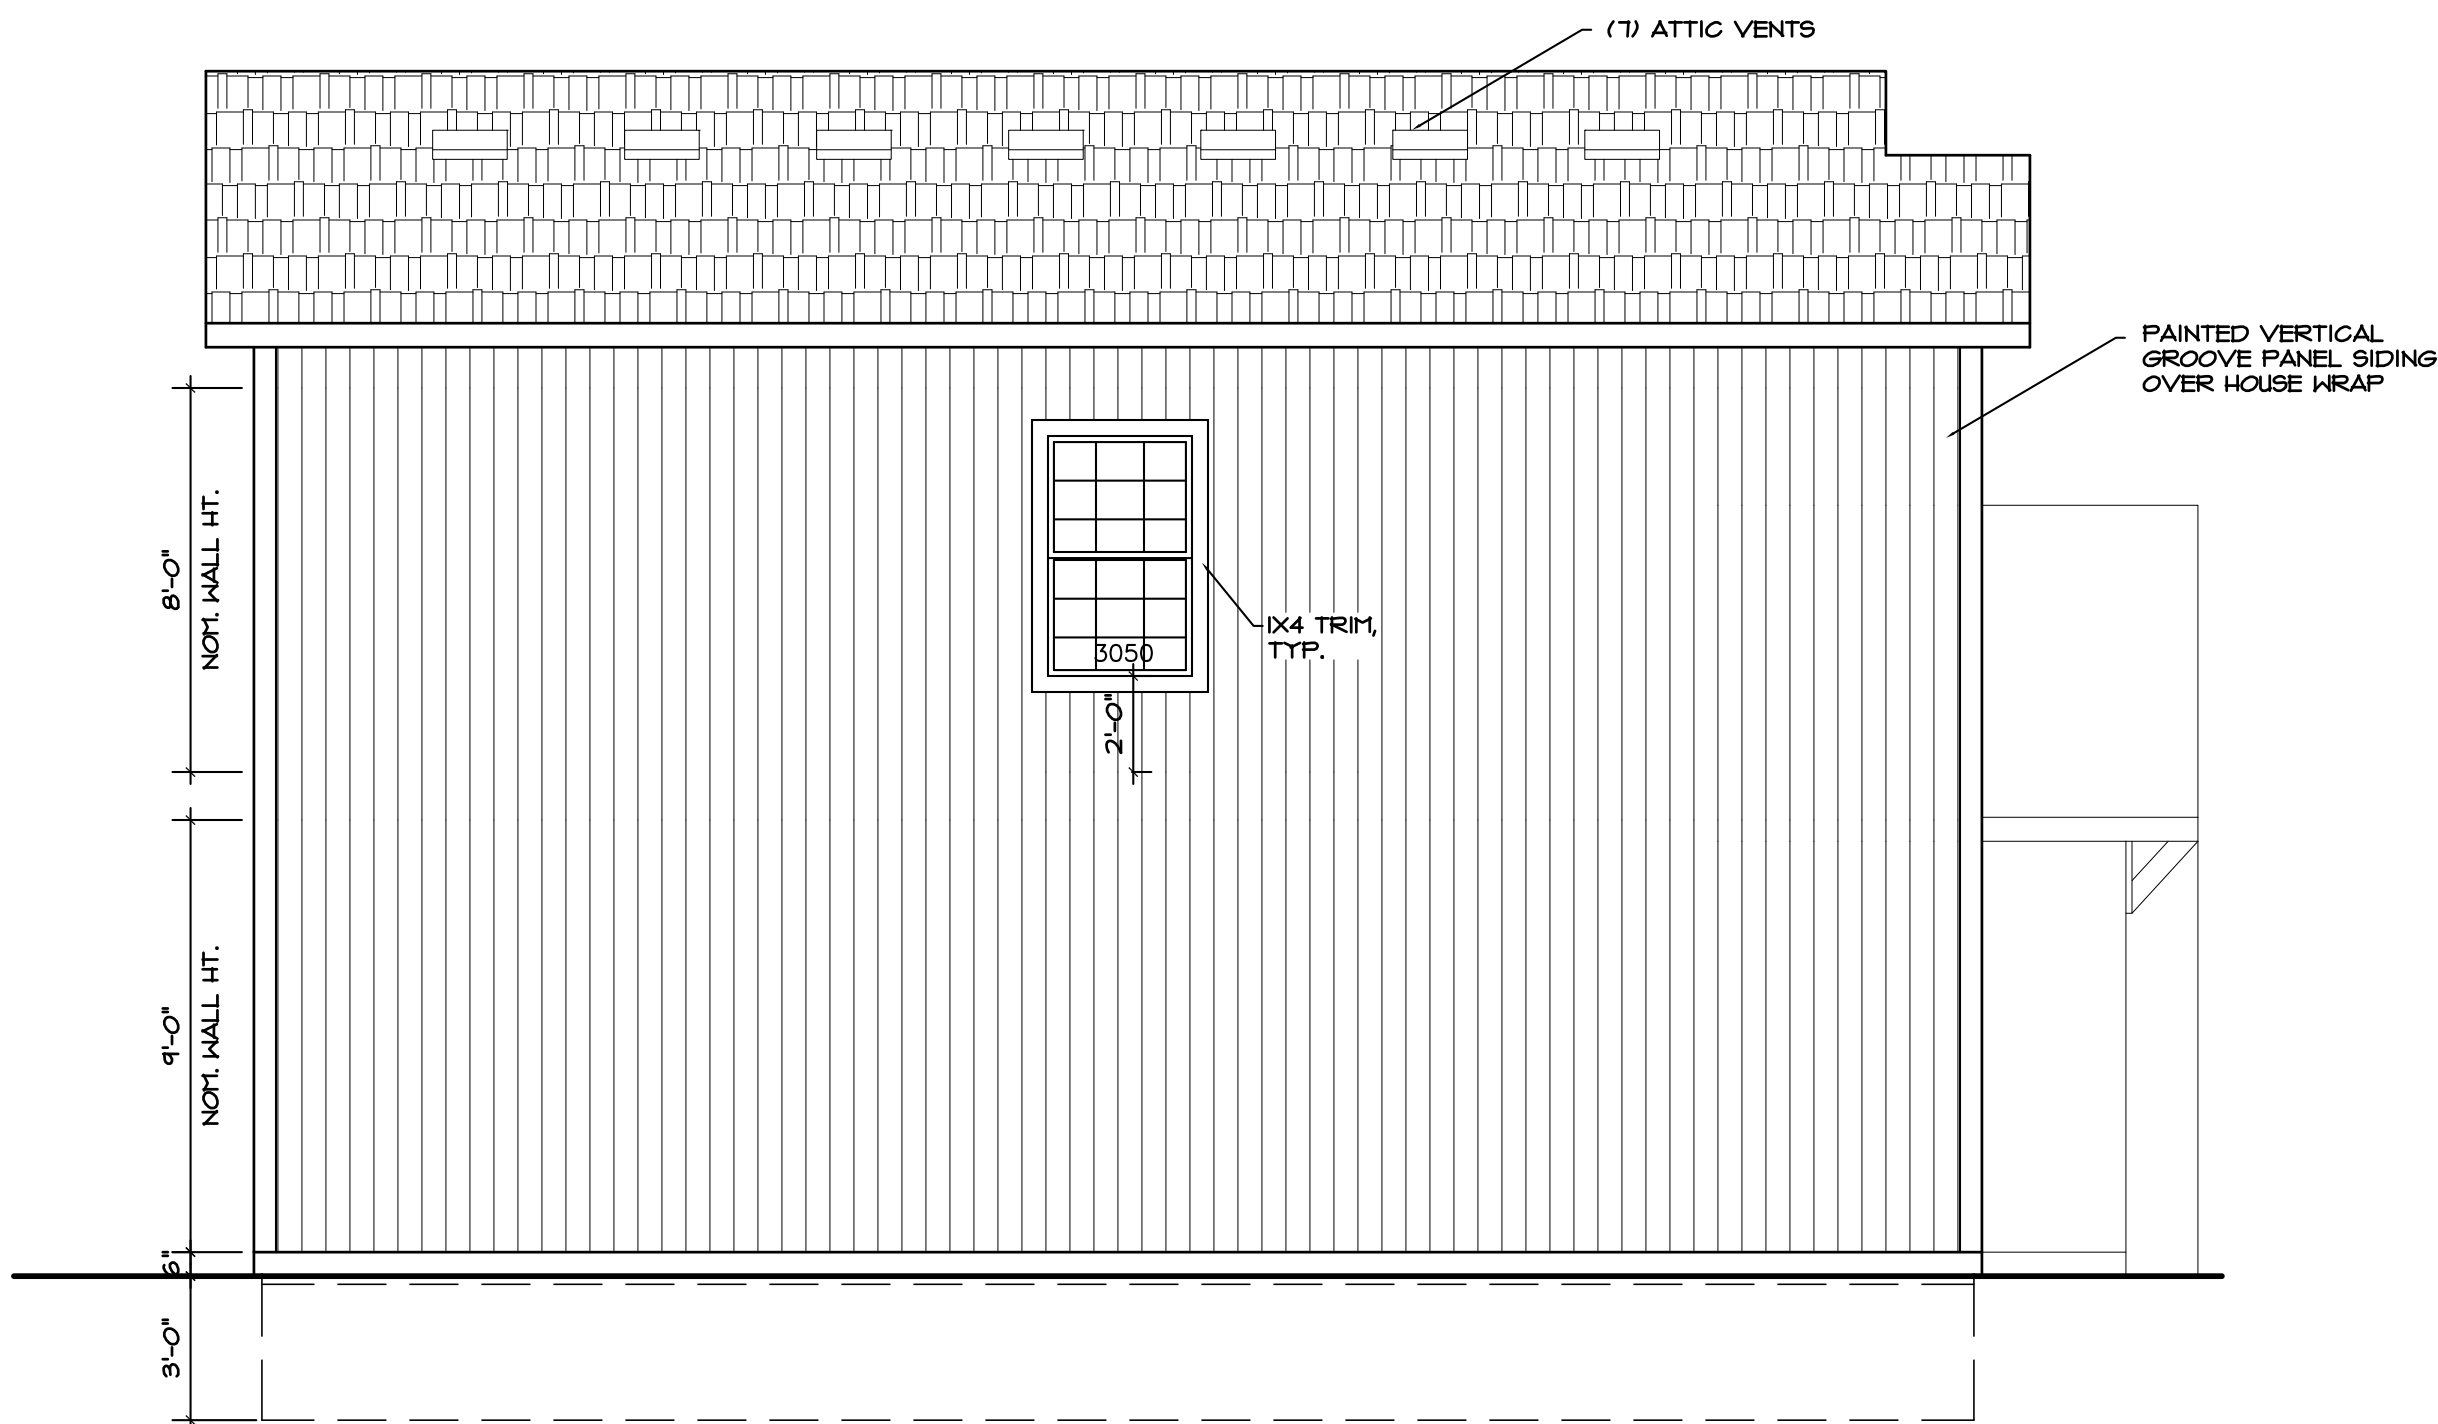 (7) ATTIC VENTS
PAINTED VERTICAL
GROOVE PANEL SIDING
OVER HOUSE WRAP
8'-0"
NOM. WALL HT.
1X4 TRIM,
TYP.
3050
2'-0"
9'-0"
NOM. WALL HT.
6"
3'-0"